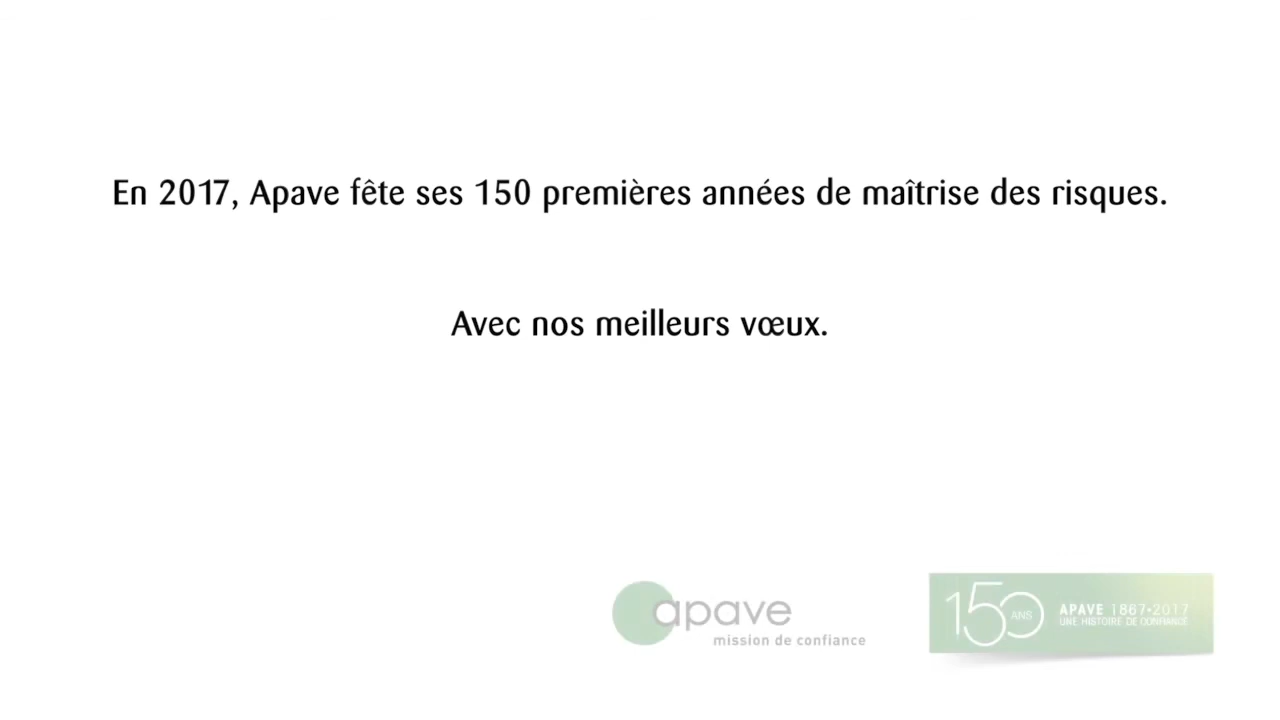 En 2017, Apave fête ses 150 premières années de maîtrise des risques.
Avec nos meilleurs vœux.
apave
mission de confiance
150 ANS
APAVE 1867•2017
UNE HISTOIRE DE CONFIANCE